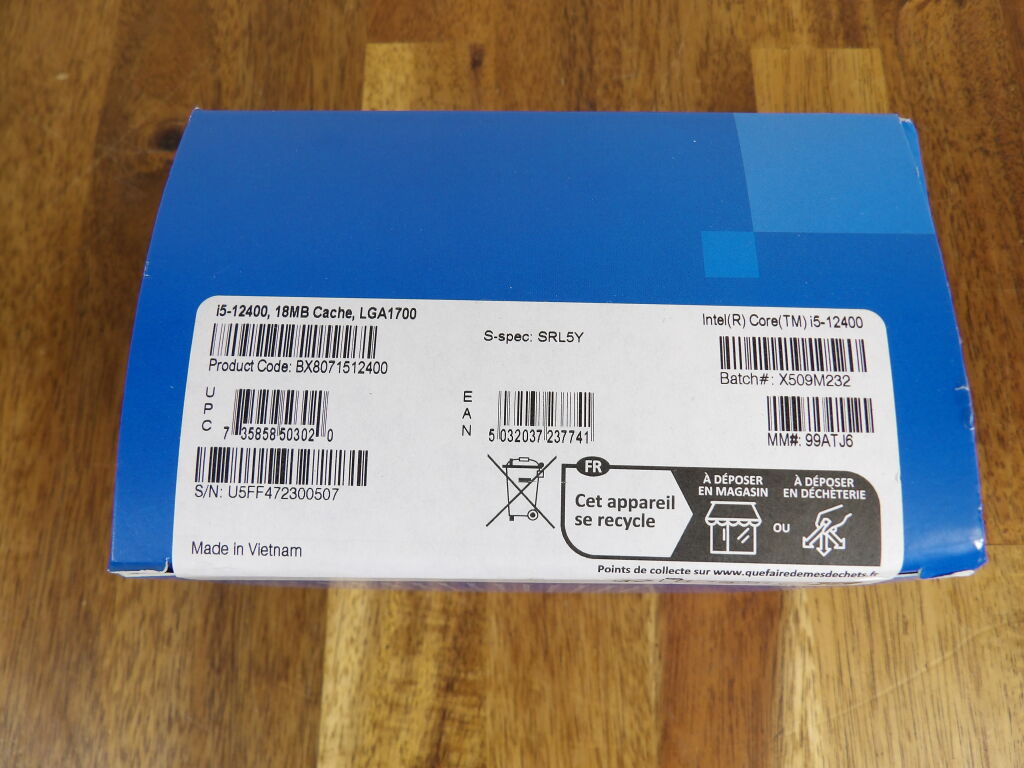 i5-12400, 18MB Cache, LGA1700
Product Code: BX8071512400
S-spec: SRL5Y
Intel(R) Core(TM) i5-12400
Batch#: X509M232
UPC
7 35858 50302 0
EAN
5 032037 237741
MM#: 99ATJ6
S/N: U5FF472300507
Made in Vietnam
FR
Cet appareil
se recycle
À DÉPOSER
EN MAGASIN
OU
À DÉPOSER
EN DÉCHÈTERIE
Points de collecte sur www.quefairedemesdechets.fr